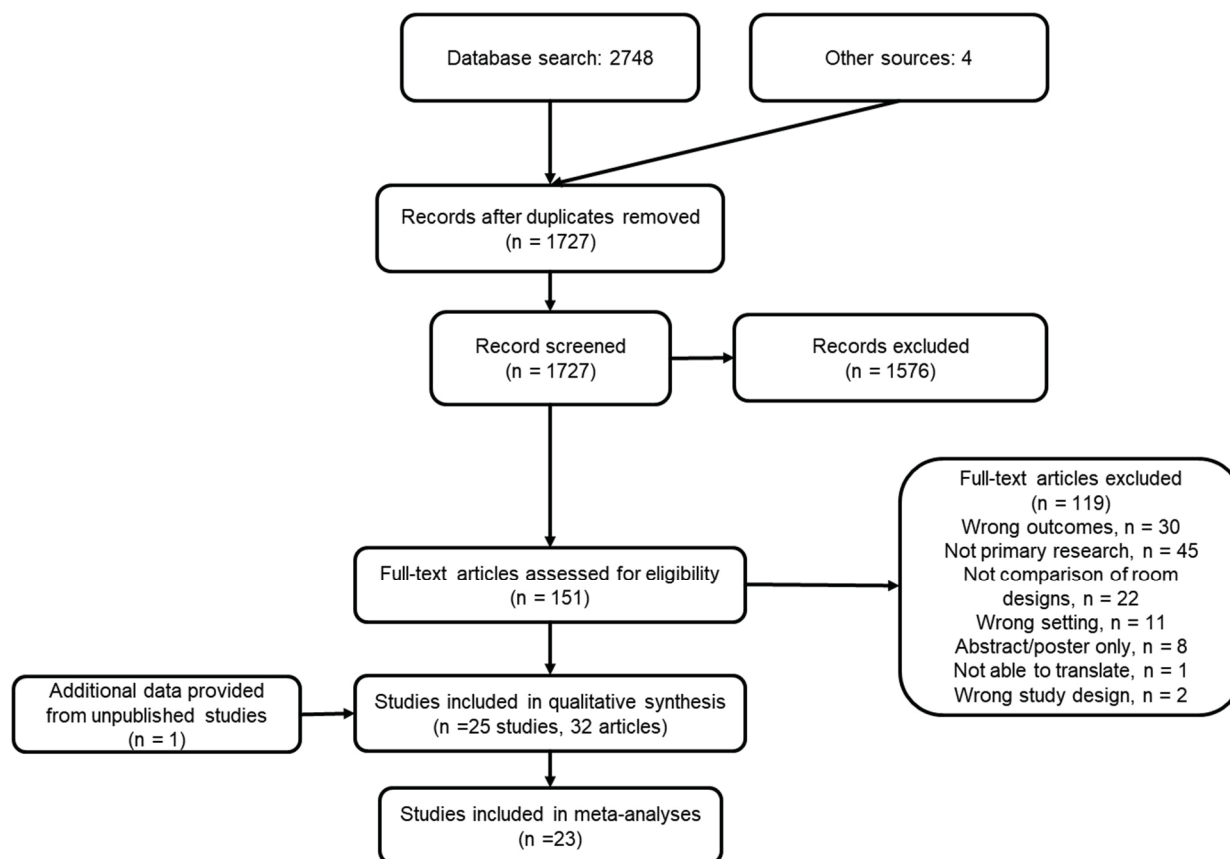 Database search: 2748
Other sources: 4
Records after duplicates removed
(n = 1727)
Record screened
(n = 1727)
Records excluded
(n = 1576)
Full-text articles assessed for eligibility
(n = 151)
Full-text articles excluded
(n = 119)
Wrong outcomes, n = 30
Not primary research, n = 45
Not comparison of room
designs, n = 22
Wrong setting, n = 11
Abstract/poster only, n = 8
Not able to translate, n = 1
Wrong study design, n = 2
Additional data provided
from unpublished studies
(n = 1)
Studies included in qualitative synthesis
(n =25 studies, 32 articles)
Studies included in meta-analyses
(n =23)